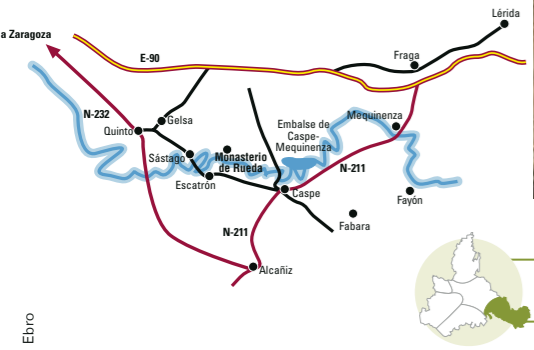 Lérida
a Zaragoza
E-90
Fraga
N-232
Gelsa
Quinto
Embalse de
Caspe-
Mequinenza
Mequinenza
Sástago
Monasterio
de Rueda
N-211
Escatrón
Caspe
Fayón
Fabara
N-211
Alcañiz
Ebro